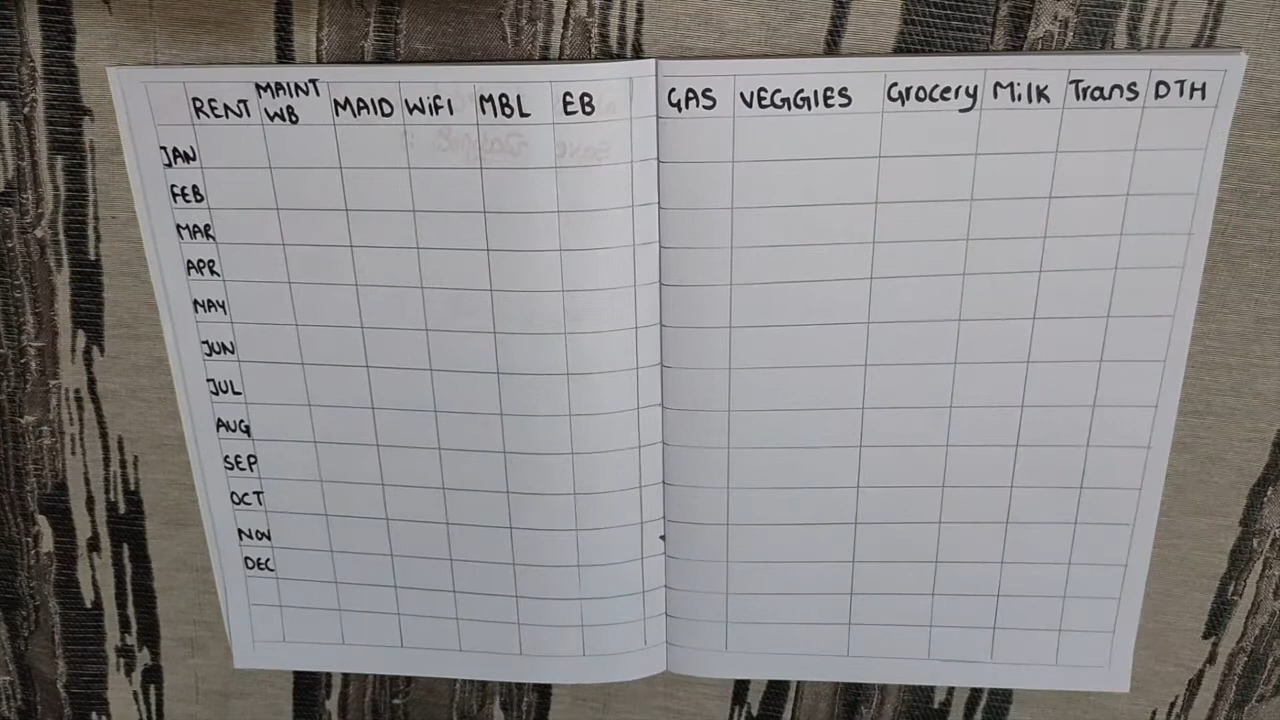 RENT MAINT WB MAID WiFI MBL EB GAS VEGGIES Grocery Milk Trans DTH
JAN
FEB
MAR
APR
MAY
JUN
JUL
AUG
SEP
OCT
NOV
DEC